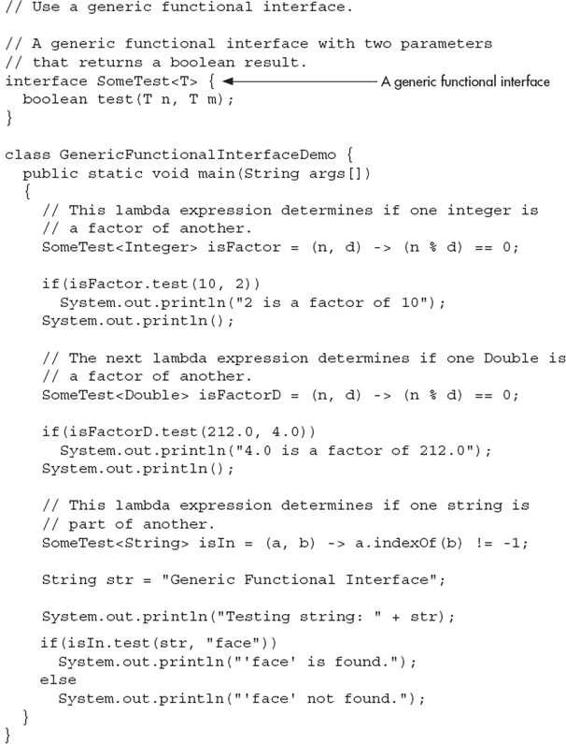 // Use a generic functional interface.
// A generic functional interface with two parameters
// that returns a boolean result.
interface SomeTest<T> { A generic functional interface
boolean test(T n, T m);
}
class GenericFunctionalInterfaceDemo {
public static void main(String args[])
{
// This lambda expression determines if one integer is
// a factor of another.
SomeTest<Integer> isFactor = (n, d) -> (n % d) == 0;
if(isFactor.test(10, 2))
System.out.println("2 is a factor of 10");
System.out.println();
// The next lambda expression determines if one Double is
// a factor of another.
SomeTest<Double> isFactorD = (n, d) -> (n % d) == 0;
if(isFactorD.test(212.0, 4.0))
System.out.println("4.0 is a factor of 212.0");
System.out.println();
// This lambda expression determines if one string is
// part of another.
SomeTest<String> isIn = (a, b) -> a.indexOf(b) != -1;
String str = "Generic Functional Interface";
System.out.println("Testing string: " + str);
if(isIn.test(str, "face"))
System.out.println("'face' is found.");
else
System.out.println("'face' not found.");
}
}